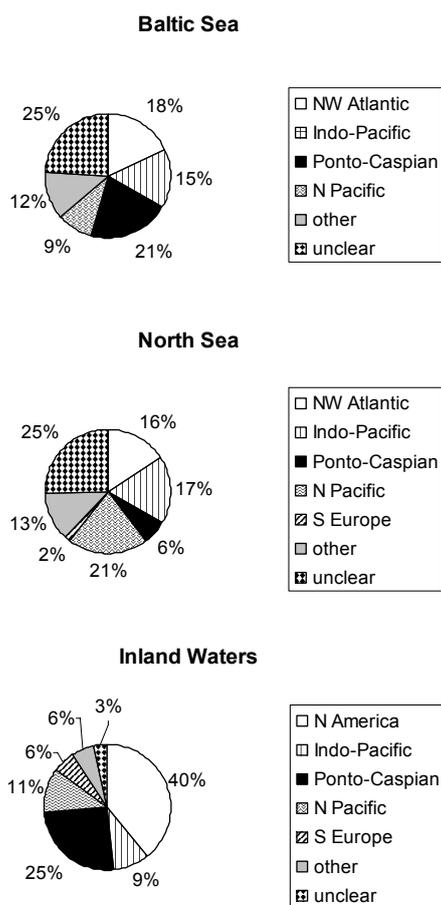 Baltic Sea
25%
18%
15%
21%
9%
12%
NW Atlantic
Indo-Pacific
Ponto-Caspian
N Pacific
other
unclear
North Sea
25%
16%
17%
6%
21%
2%
13%
NW Atlantic
Indo-Pacific
Ponto-Caspian
N Pacific
S Europe
other
unclear
Inland Waters
3%
6%
6%
40%
11%
25%
9%
N America
Indo-Pacific
Ponto-Caspian
N Pacific
S Europe
other
unclear